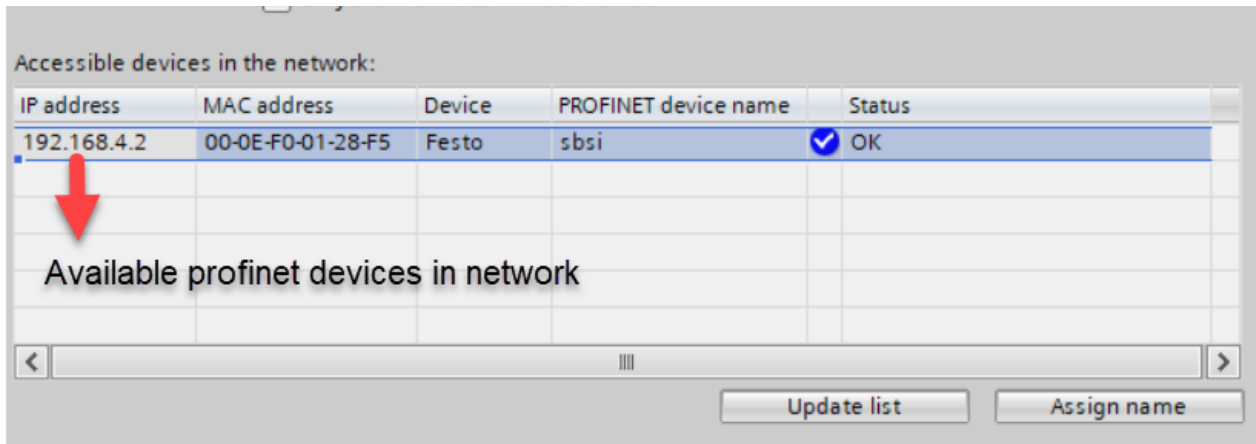 Accessible devices in the network:
IP address MAC address Device PROFINET device name Status
192.168.4.2 00-0E-F0-01-28-F5 Festo sbsi OK
Available profinet devices in network
Update list Assign name